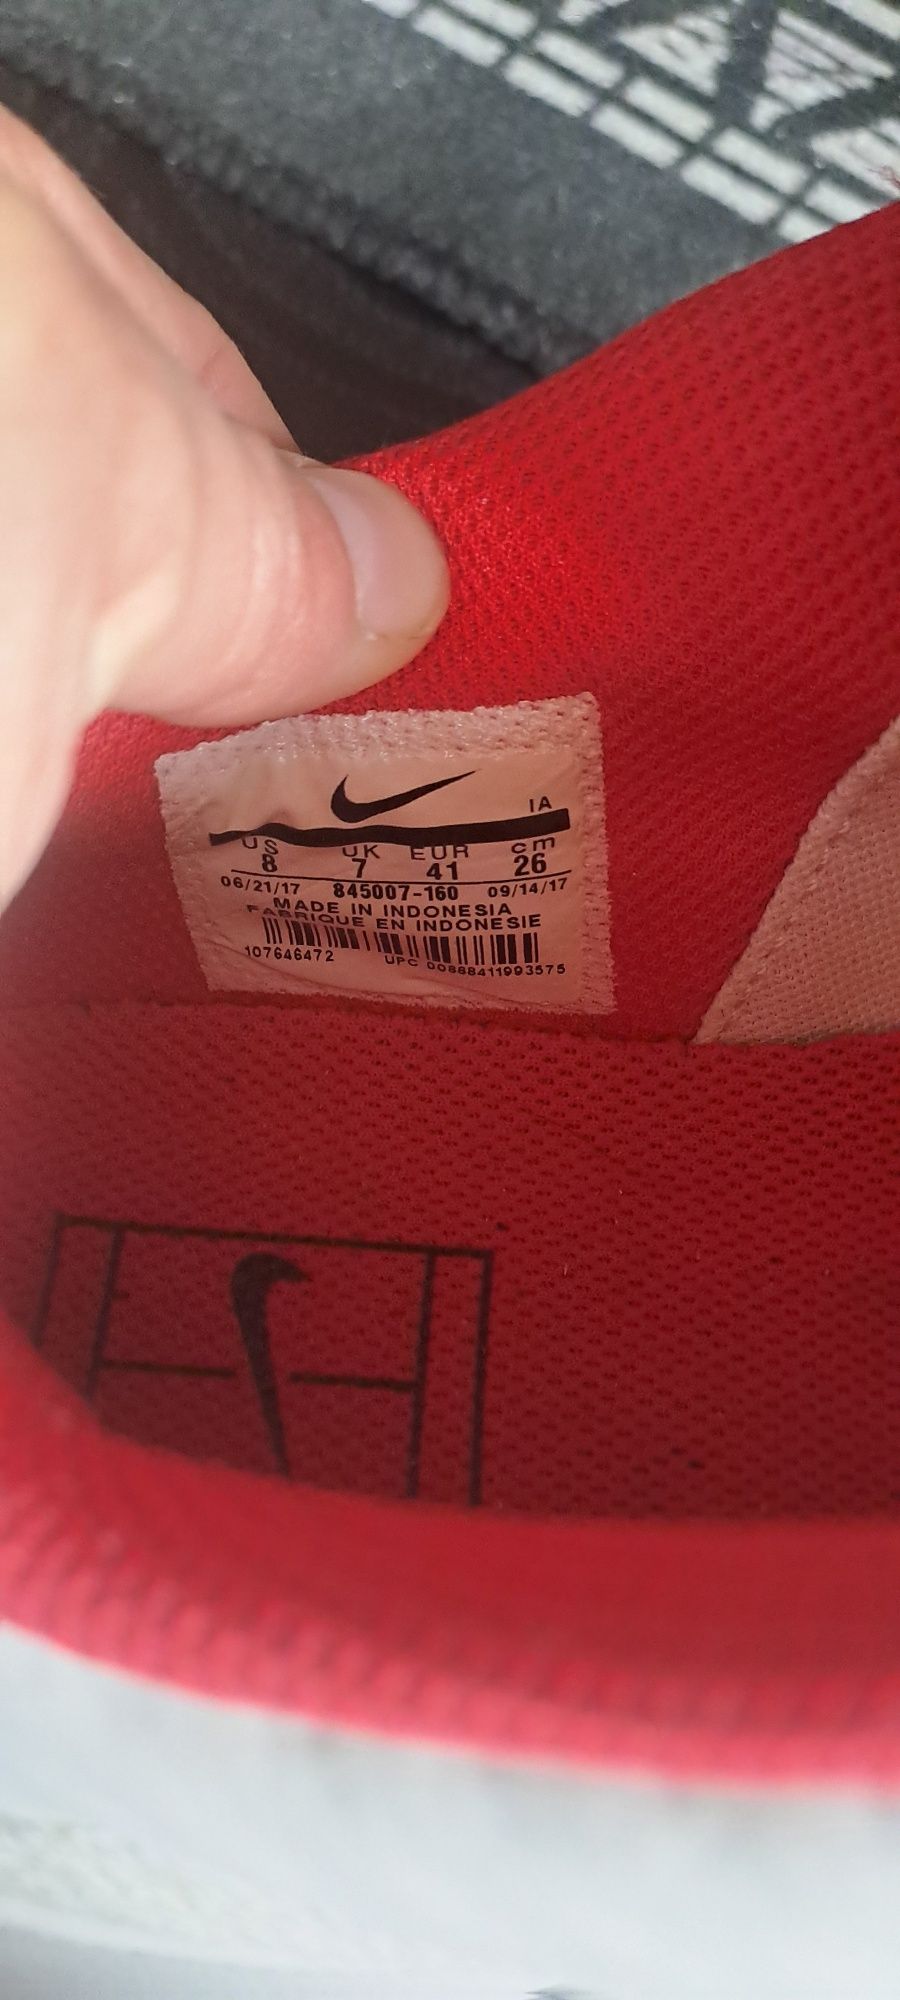 IA
US UK EUR cm
8 7 41 26
06/21/17 845007-160 09/14/17
MADE IN INDONESIA
FABRIQUE EN INDONESIE
107646472 UPC 00888411993575